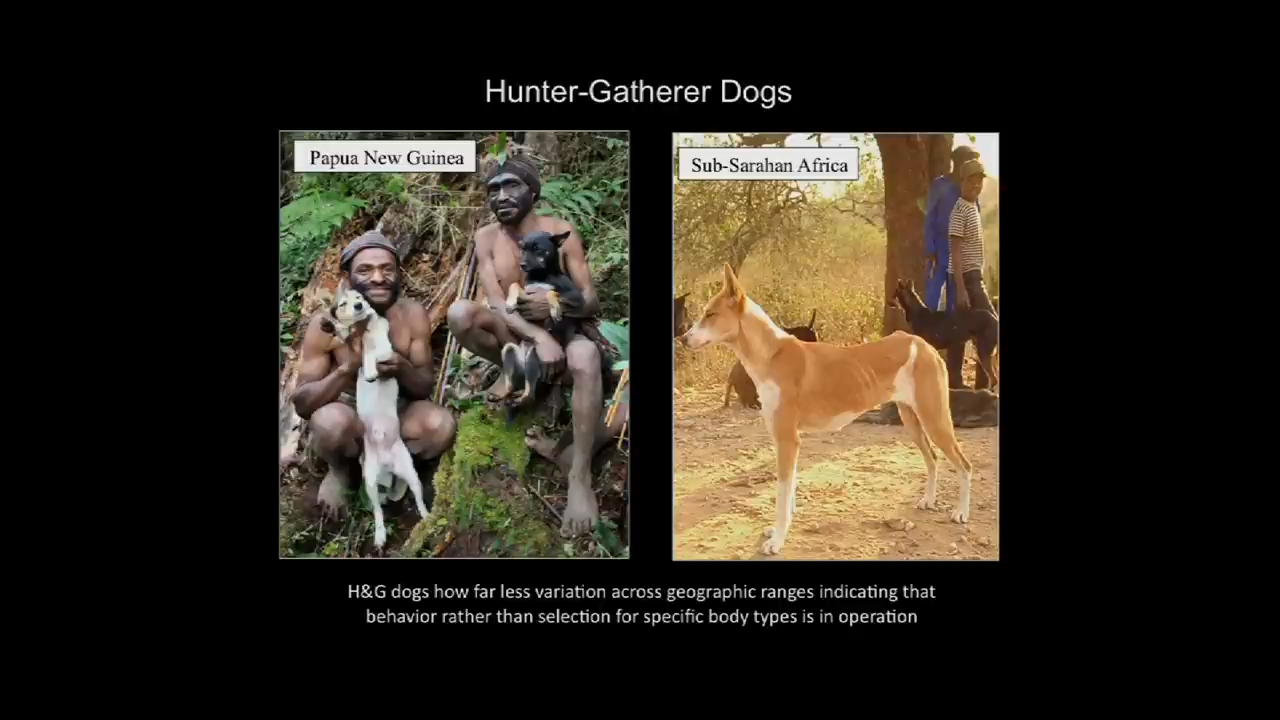 Hunter-Gatherer Dogs
Papua New Guinea
Sub-Sarahan Africa
H&G dogs how far less variation across geographic ranges indicating that
behavior rather than selection for specific body types is in operation